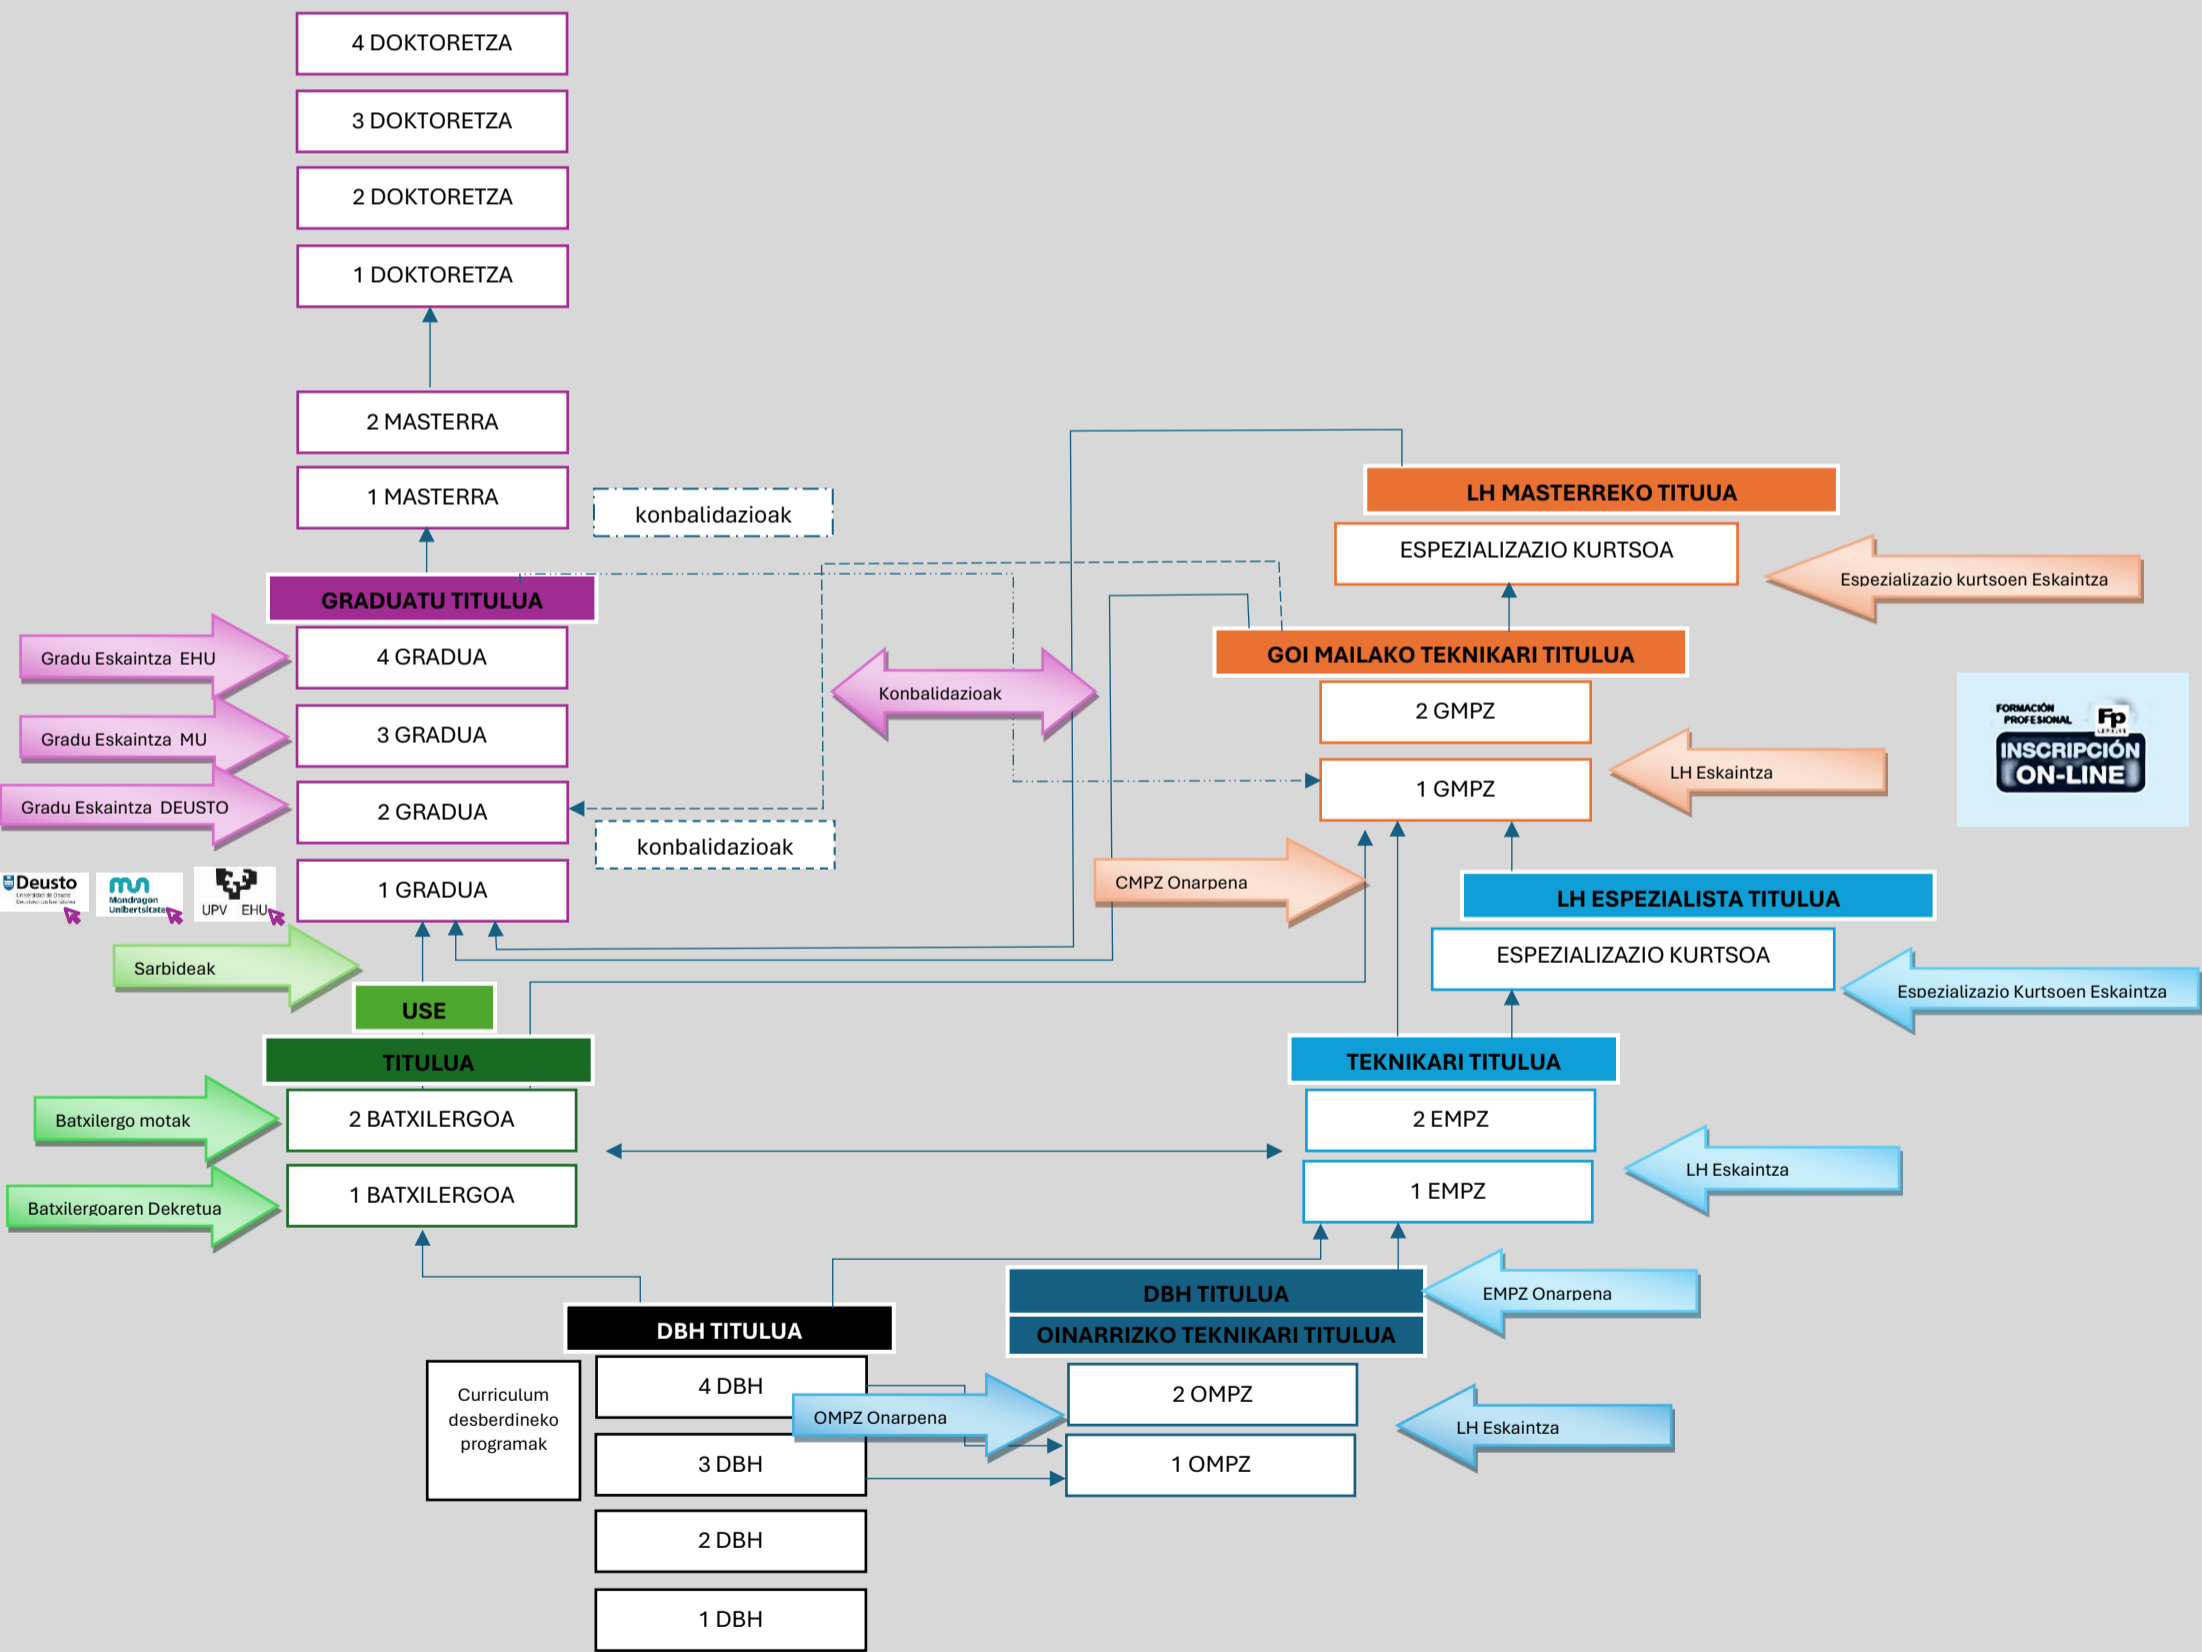 4 DOKTORETZA
3 DOKTORETZA
2 DOKTORETZA
1 DOKTORETZA
2 MASTERRA
1 MASTERRA
konbalidazioak
LH MASTERREKO TITUUA
ESPEZIALIZAZIO KURTSOA
Espezializazio kurtsoen Eskaintza
GRADUATU TITULUA
Gradu Eskaintza EHU
4 GRADUA
Konbalidazioak
GOI MAILAKO TEKNIKARI TITULUA
2 GMPZ
Gradu Eskaintza MU
3 GRADUA
1 GMPZ
LH Eskaintza
FORMACIÓN
PROFESIONAL
Fp
INSCRIPCIÓN
ON-LINE
Gradu Eskaintza DEUSTO
2 GRADUA
konbalidazioak
1 GRADUA
Deusto
Mondragon
Unibertsitatea
UPV EHU
CMPZ Onarpena
LH ESPEZIALISTA TITULUA
ESPEZIALIZAZIO KURTSOA
Espezializazio Kurtsoen Eskaintza
Sarbideak
USE
TITULUA
TEKNIKARI TITULUA
Batxilergo motak
2 BATXILERGOA
2 EMPZ
LH Eskaintza
Batxilergoaren Dekretua
1 BATXILERGOA
1 EMPZ
DBH TITULUA
EMPZ Onarpena
OINARRIZKO TEKNIKARI TITULUA
DBH TITULUA
Curriculum
desberdineko
programak
4 DBH
OMPZ Onarpena
2 OMPZ
LH Eskaintza
3 DBH
1 OMPZ
2 DBH
1 DBH